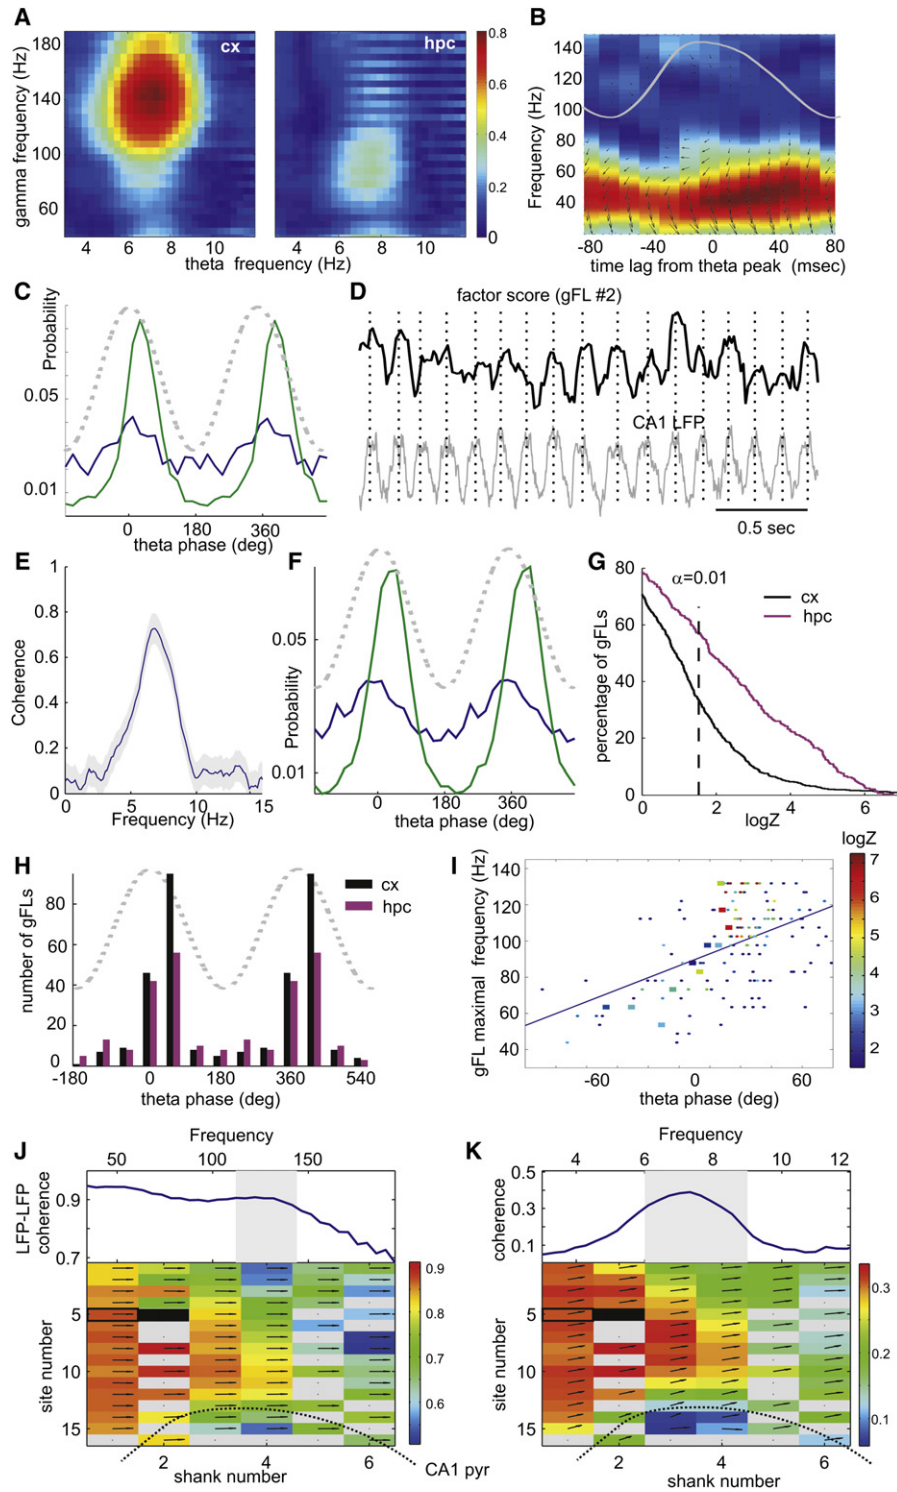 A
cx
hpc
gamma frequency (Hz)
180
140
100
60
4 6 8 10
4 6 8 10
theta frequency (Hz)
0.8
0.6
0.4
0.2
0
B
Frequency (Hz)
140
120
100
80
60
40
-80 -40 0 40 80
time lag from theta peak (msec)
C
Probability
0.05
0.01
0 180 360
theta phase (deg)
D
factor score (gFL #2)
CA1 LFP
0.5 sec
E
Coherence
1
0.8
0.6
0.4
0.2
0
0 5 10 15
Frequency (Hz)
F
Probability
0.05
0.01
0 180 360
theta phase (deg)
G
α=0.01
cx
hpc
percentage of gFLs
80
60
40
20
0
0 2 4 6
logZ
H
cx
hpc
number of gFLs
80
60
40
20
0
-180 0 180 360 540
theta phase (deg)
I
gFL maximal frequency (Hz)
140
120
100
80
60
40
-60 0 60
theta phase (deg)
logZ
7
6
5
4
3
2
J
Frequency
50 100 150
LFP-LFP
coherence
0.9
0.7
site number
5
10
15
2 4 6
shank number
CA1 pyr
0.9
0.8
0.7
0.6
K
Frequency
4 6 8 10 12
coherence
0.5
0.3
0.1
site number
5
10
15
2 4 6
shank number
0.3
0.2
0.1